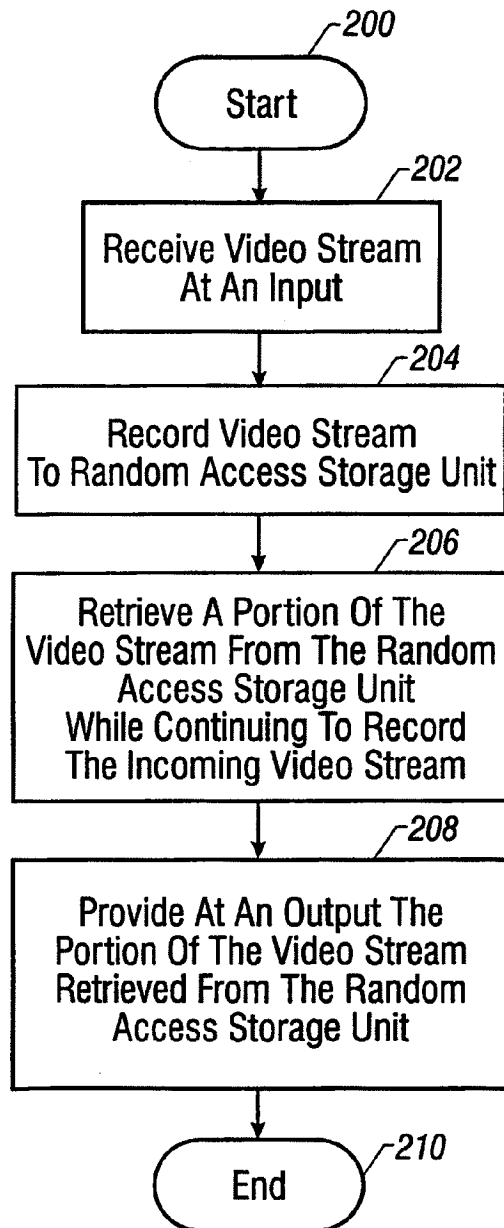 200
Start
202
Receive Video Stream
At An Input
204
Record Video Stream
To Random Access Storage Unit
206
Retrieve A Portion Of The
Video Stream From The Random
Access Storage Unit
While Continuing To Record
The Incoming Video Stream
208
Provide At An Output The
Portion Of The Video Stream
Retrieved From The Random
Access Storage Unit
210
End